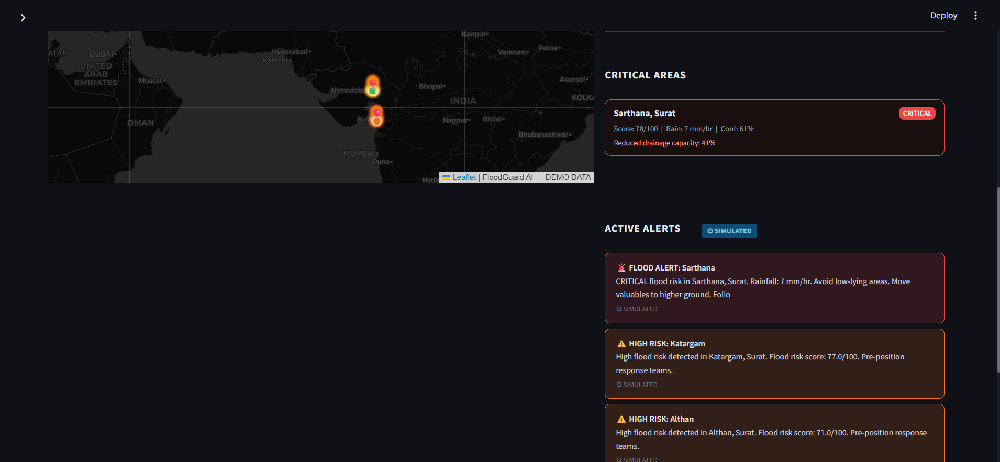 Deploy
Kanpur
Hyderabad
Karachi
Varanasi
Patna
ATAR
DUBAI
UNITED
ARAB
EMIRATES
Muscat
Ahmedaba
Bhopal
Asansol
KOLKA
INDIA
OMAN
Sur
Nagpur
Bhilai
Bhubaneshwar
MUMBAI
Pune
Hyde
Leaflet | FloodGuard AI — DEMO DATA
CRITICAL AREAS
Sarthana, Surat
CRITICAL
Score: 78/100 | Rain: 7 mm/hr | Conf: 61%
Reduced drainage capacity: 41%
ACTIVE ALERTS
SIMULATED
FLOOD ALERT: Sarthana
CRITICAL flood risk in Sarthana, Surat. Rainfall: 7 mm/hr. Avoid low-lying areas. Move
valuables to higher ground. Follo
SIMULATED
HIGH RISK: Katargam
High flood risk detected in Katargam, Surat. Flood risk score: 77.0/100. Pre-position
response teams.
SIMULATED
HIGH RISK: Althan
High flood risk detected in Althan, Surat. Flood risk score: 71.0/100. Pre-position response
teams.
SIMULATED